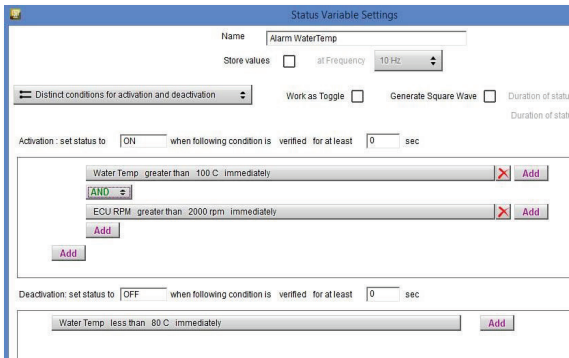 Status Variable Settings
Name Alarm WaterTemp
Store values at Frequency 10 Hz
Distinct conditions for activation and deactivation Work as Toggle Generate Square Wave Duration of statu
Duration of stat
Activation : set status to ON when following condition is verified for at least 0 sec
Water Temp greater than 100 C immediately Add
AND
ECU RPM greater than 2000 rpm immediately Add
Add
Add
Deactivation: set status to OFF when following condition is verified for at least 0 sec
Water Temp less than 80 C immediately Add